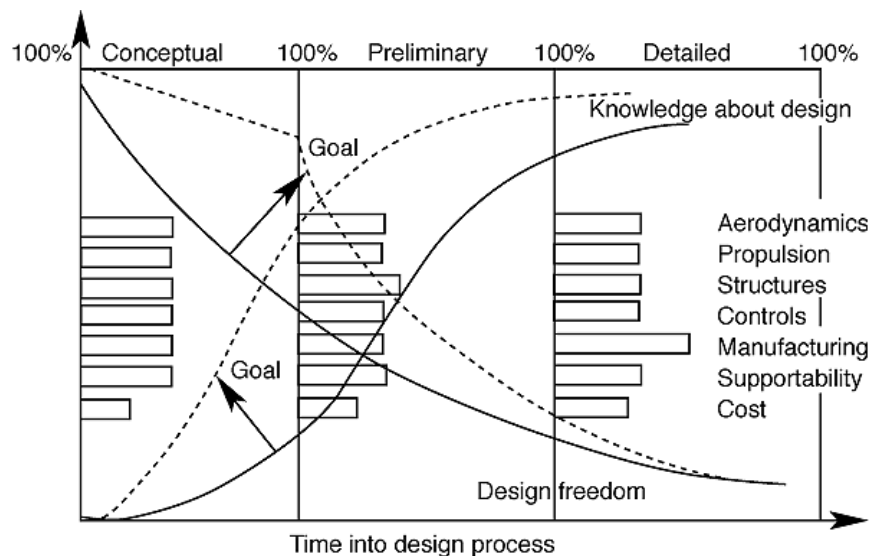 100% Conceptual 100% Preliminary 100% Detailed 100%
Knowledge about design
Goal
Aerodynamics
Propulsion
Structures
Controls
Manufacturing
Goal
Supportability
Cost
Design freedom
Time into design process